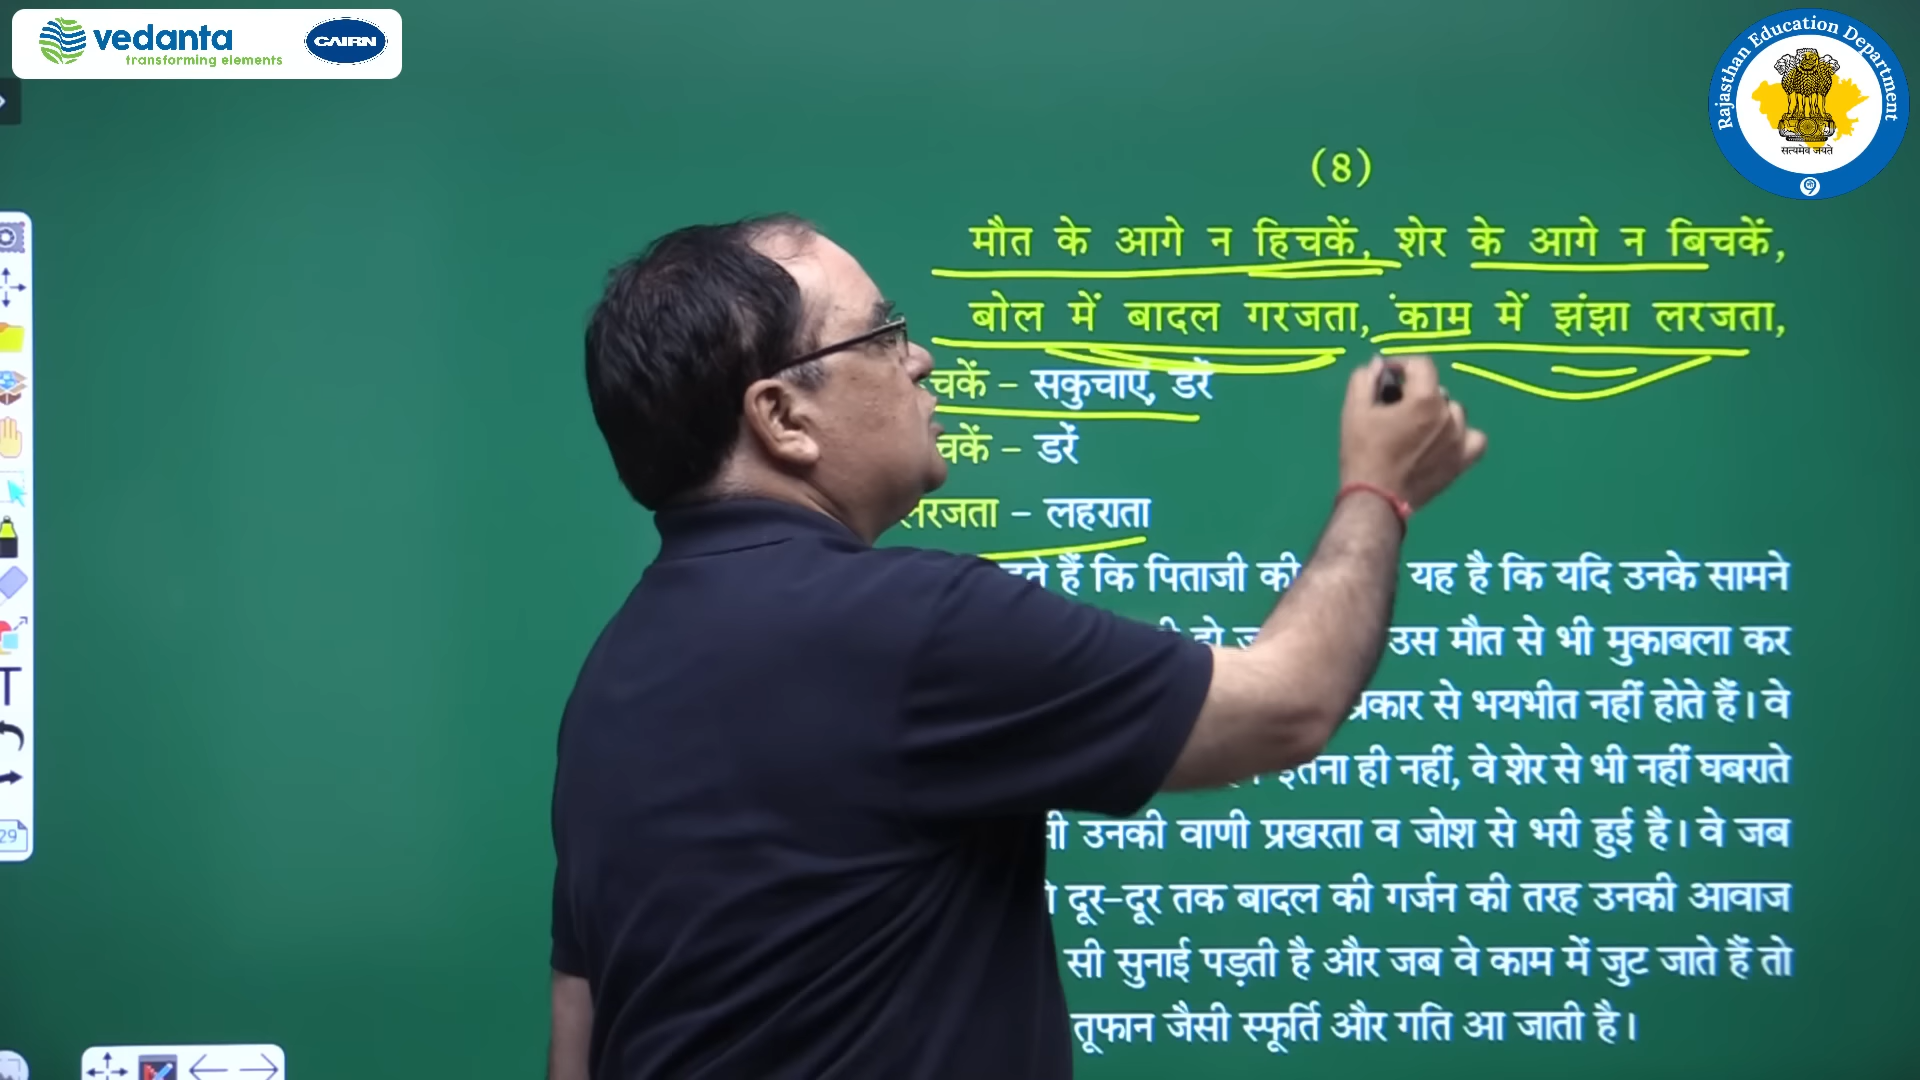 vedanta
transforming elements
CAIRN
Rajasthan Education Department
सत्यमेव जयते
(8)
मौत के आगे न हिचकें, शेर के आगे न बिचकें,
बोल में बादल गरजता, काम में झंझा लरजता,
चकें – सकुचाएं, डरें
चकें – डरें
लरजता – लहराता
हैं कि पिताजी की यह है कि यदि उनके सामने
उस मौत से भी मुकाबला कर
प्रकार से भयभीत नहीं होते हैं। वे
इतना ही नहीं, वे शेर से भी नहीं घबराते
उनकी वाणी प्रखरता व जोश से भरी हुई है। वे जब
दूर-दूर तक बादल की गर्जन की तरह उनकी आवाज
सी सुनाई पड़ती है और जब वे काम में जुट जाते हैं तो
तूफान जैसी स्फूर्ति और गति आ जाती है।
29